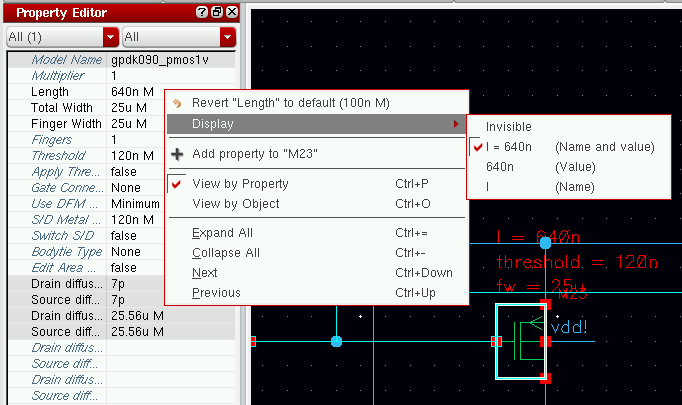 Property Editor
All (1) All
Model Name gpdk090_pmos1v
Multiplier 1
Length 640n M
Total Width 25u M
Finger Width 25u M
Fingers 1
Threshold 120n M
Apply Thre... false
Gate Conne... None
Use DFM ... Minimum
S/D Metal ... 120n M
Switch S/D false
Bodytie Type None
Edit Area ... false
Drain diffus... 7p
Source diff... 7p
Drain diffus... 25.56u M
Source diff... 25.56u M
Drain diffus...
Source diff...
Drain diffus...
Source diff...
Revert "Length" to default (100n M)
Display
Add property to "M23"
View by Property Ctrl+P
View by Object Ctrl+O
Expand All Ctrl+=
Collapse All Ctrl+-
Next Ctrl+Down
Previous Ctrl+Up
Invisible
l = 640n (Name and value)
640n (Value)
l (Name)
l = 640n
threshold = 120n
fw = 25u
M23
vdd!